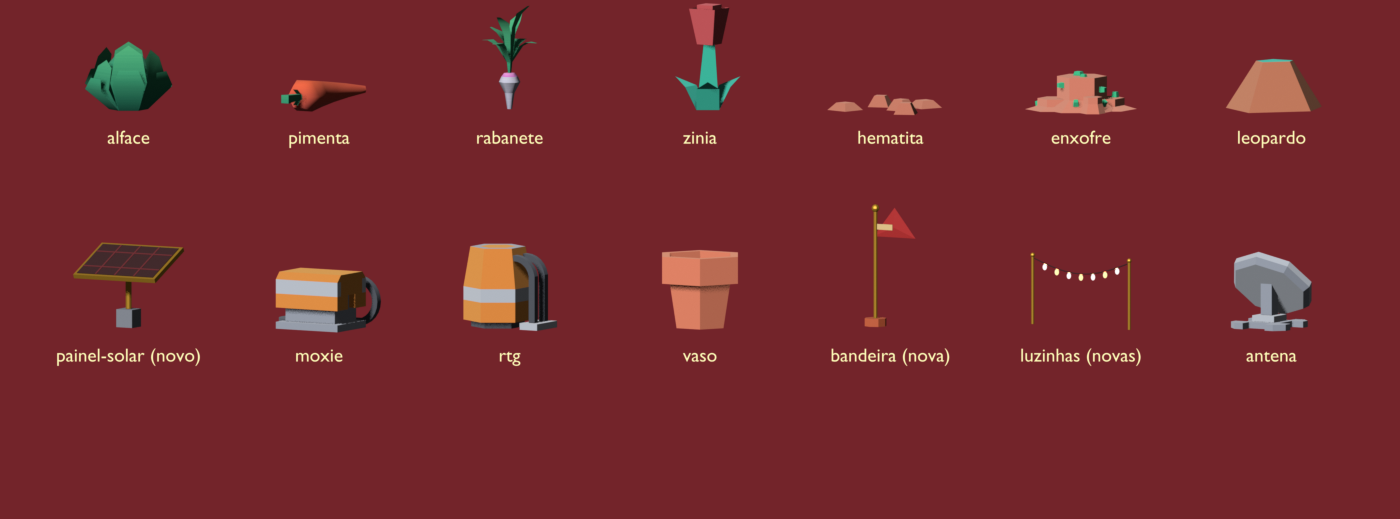 alface
pimenta
rabanete
zinia
hematita
enxofre
leopardo
painel-solar (novo)
moxie
rtg
vaso
bandeira (nova)
luzinhas (novas)
antena